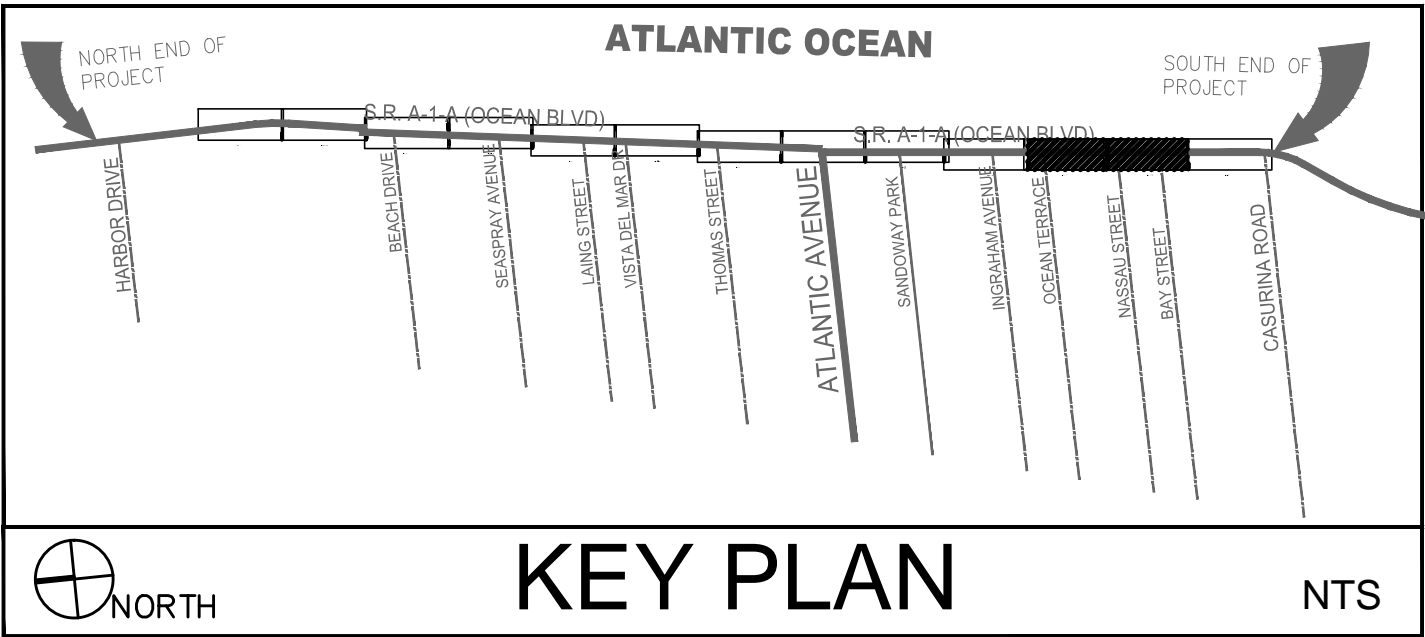 ATLANTIC OCEAN
NORTH END OF
PROJECT
SOUTH END OF
PROJECT
S.R. A-1-A (OCEAN BLVD)
S.R. A-1-A (OCEAN BLVD)
HARBOR DRIVE
BEACH DRIVE
SEASPRAY AVENUE
LAING STREET
VISTA DEL MAR DR
THOMAS STREET
ATLANTIC AVENUE
SANDOWAY PARK
INGRAHAM AVENUE
OCEAN TERRACE
NASSAU STREET
BAY STREET
CASURINA ROAD
NORTH
KEY PLAN
NTS